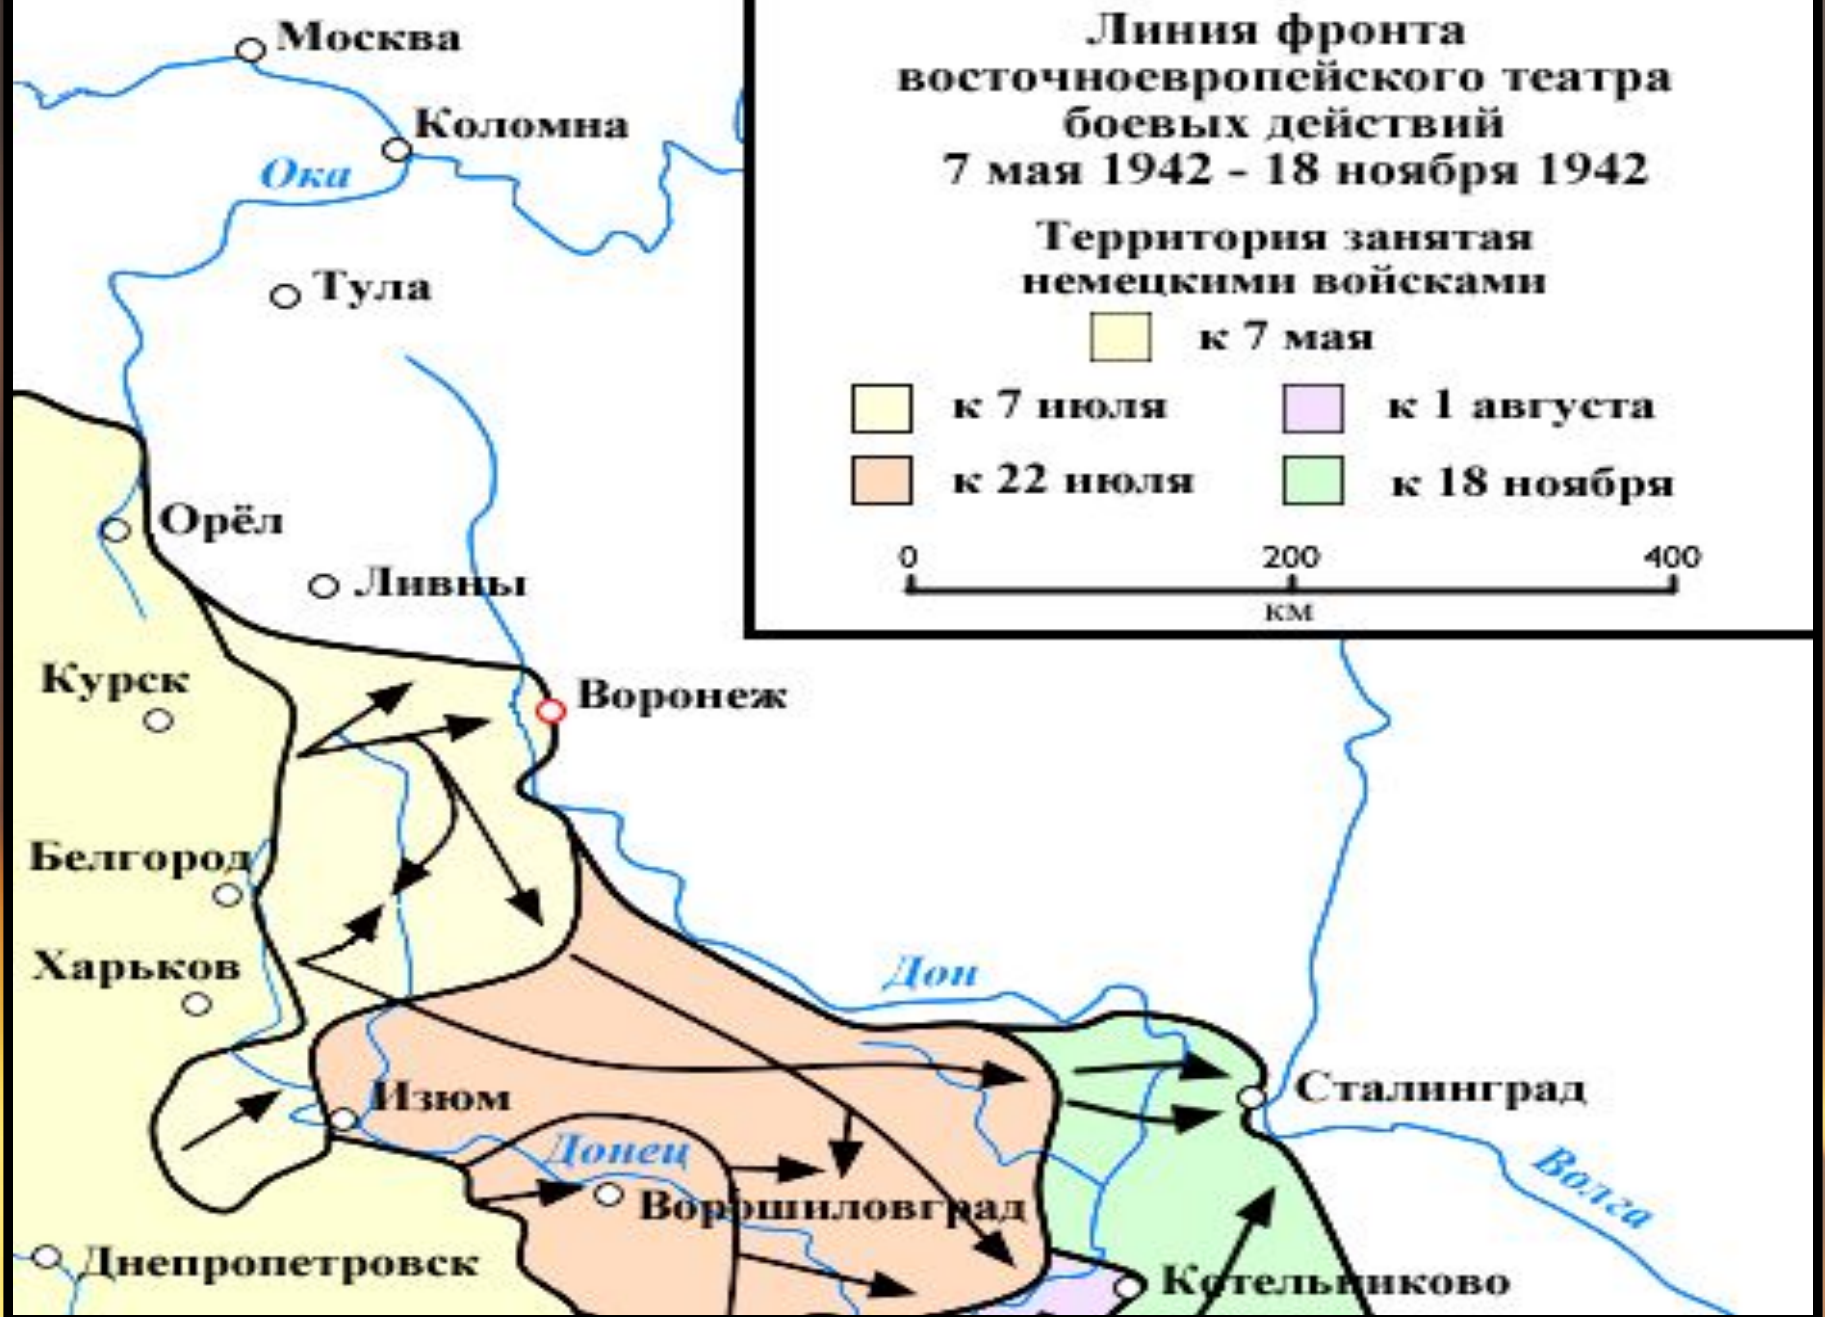 Линия фронта
восточноевропейского театра
боевых действий
7 мая 1942 - 18 ноября 1942
Территория занятая
немецкими войсками
к 7 мая
к 7 июля
к 1 августа
к 22 июля
к 18 ноября
0 200 400
км
Москва
Коломна
Ока
Тула
Орёл
Ливны
Курск
Воронеж
Белгород
Харьков
Дон
Изюм
Сталинград
Донец
Волга
Ворошиловград
Днепропетровск
Котельниково